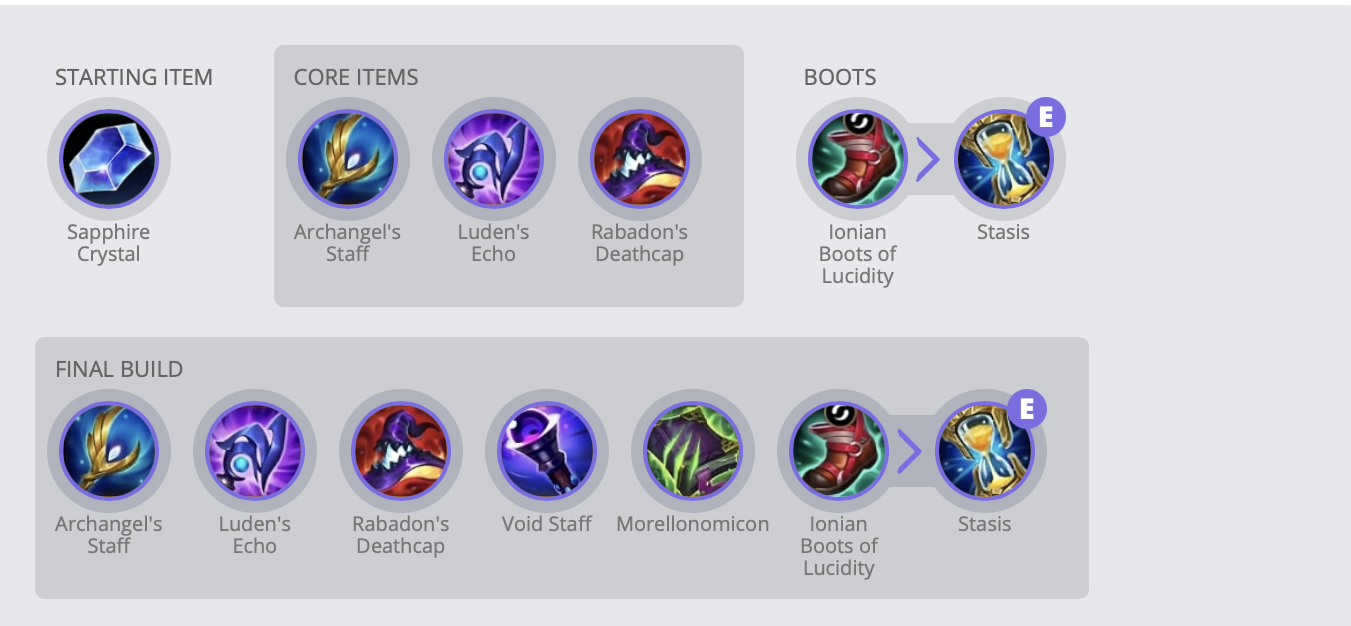 STARTING ITEM
Sapphire
Crystal
CORE ITEMS
Archangel's
Staff
Luden's
Echo
Rabadon's
Deathcap
BOOTS
Ionian
Boots of
Lucidity
E
Stasis
FINAL BUILD
Archangel's
Staff
Luden's
Echo
Rabadon's
Deathcap
Void Staff
Morellonomicon
Ionian
Boots of
Lucidity
E
Stasis